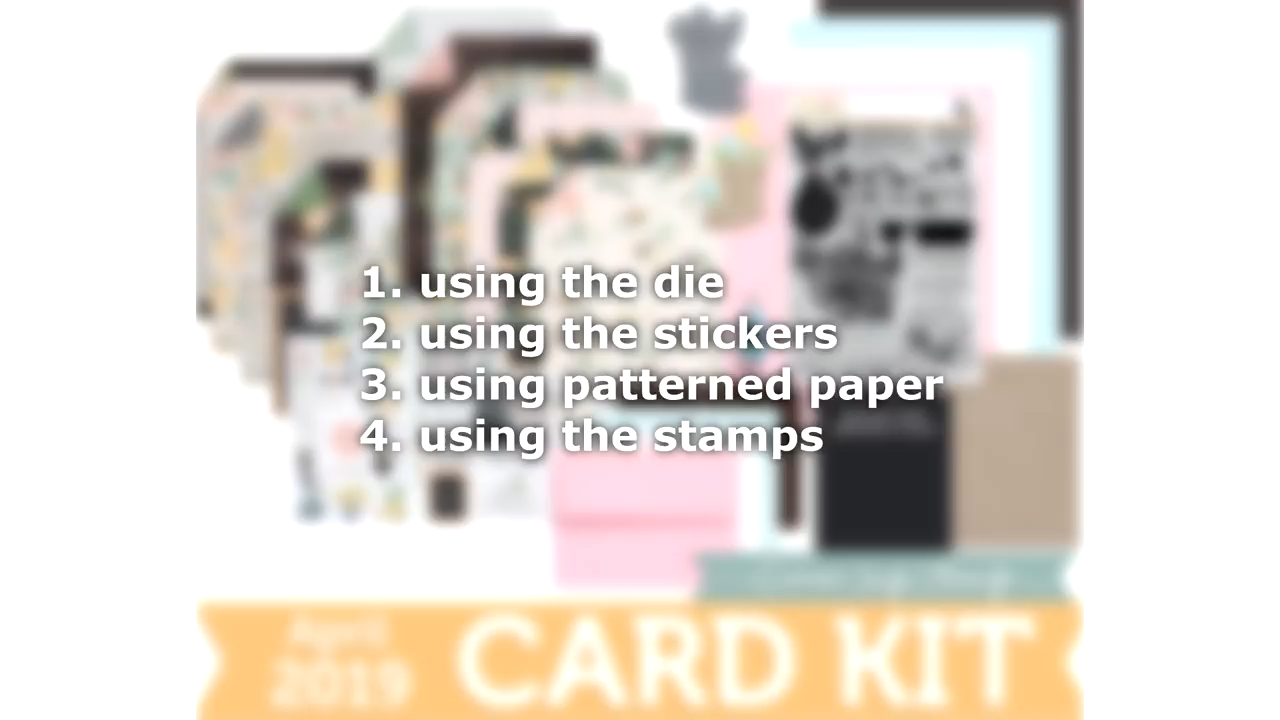 1. using the die
2. using the stickers
3. using patterned paper
4. using the stamps
April
2019
CARD KIT